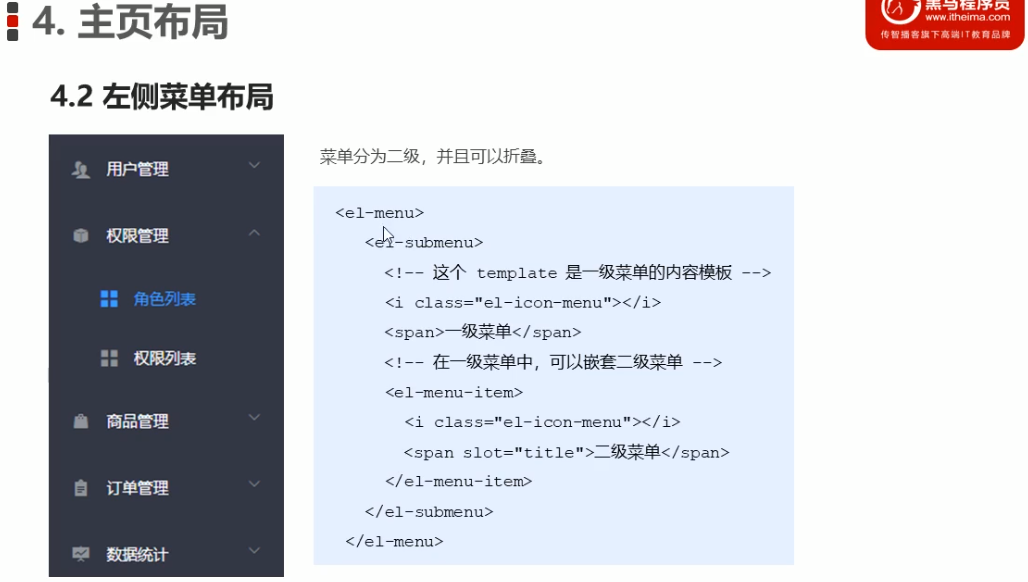 4. 主页布局
黑马程序员
www.itheima.com
传智播客旗下高端IT教育品牌
4.2 左侧菜单布局
用户管理
权限管理
角色列表
权限列表
商品管理
订单管理
数据统计
菜单分为二级，并且可以折叠。
<el-menu>
<el-submenu>
<!-- 这个 template 是一级菜单的内容模板 -->
<i class="el-icon-menu"></i>
<span>一级菜单</span>
<!-- 在一级菜单中，可以嵌套二级菜单 -->
<el-menu-item>
<i class="el-icon-menu"></i>
<span slot="title">二级菜单</span>
</el-menu-item>
</el-submenu>
</el-menu>